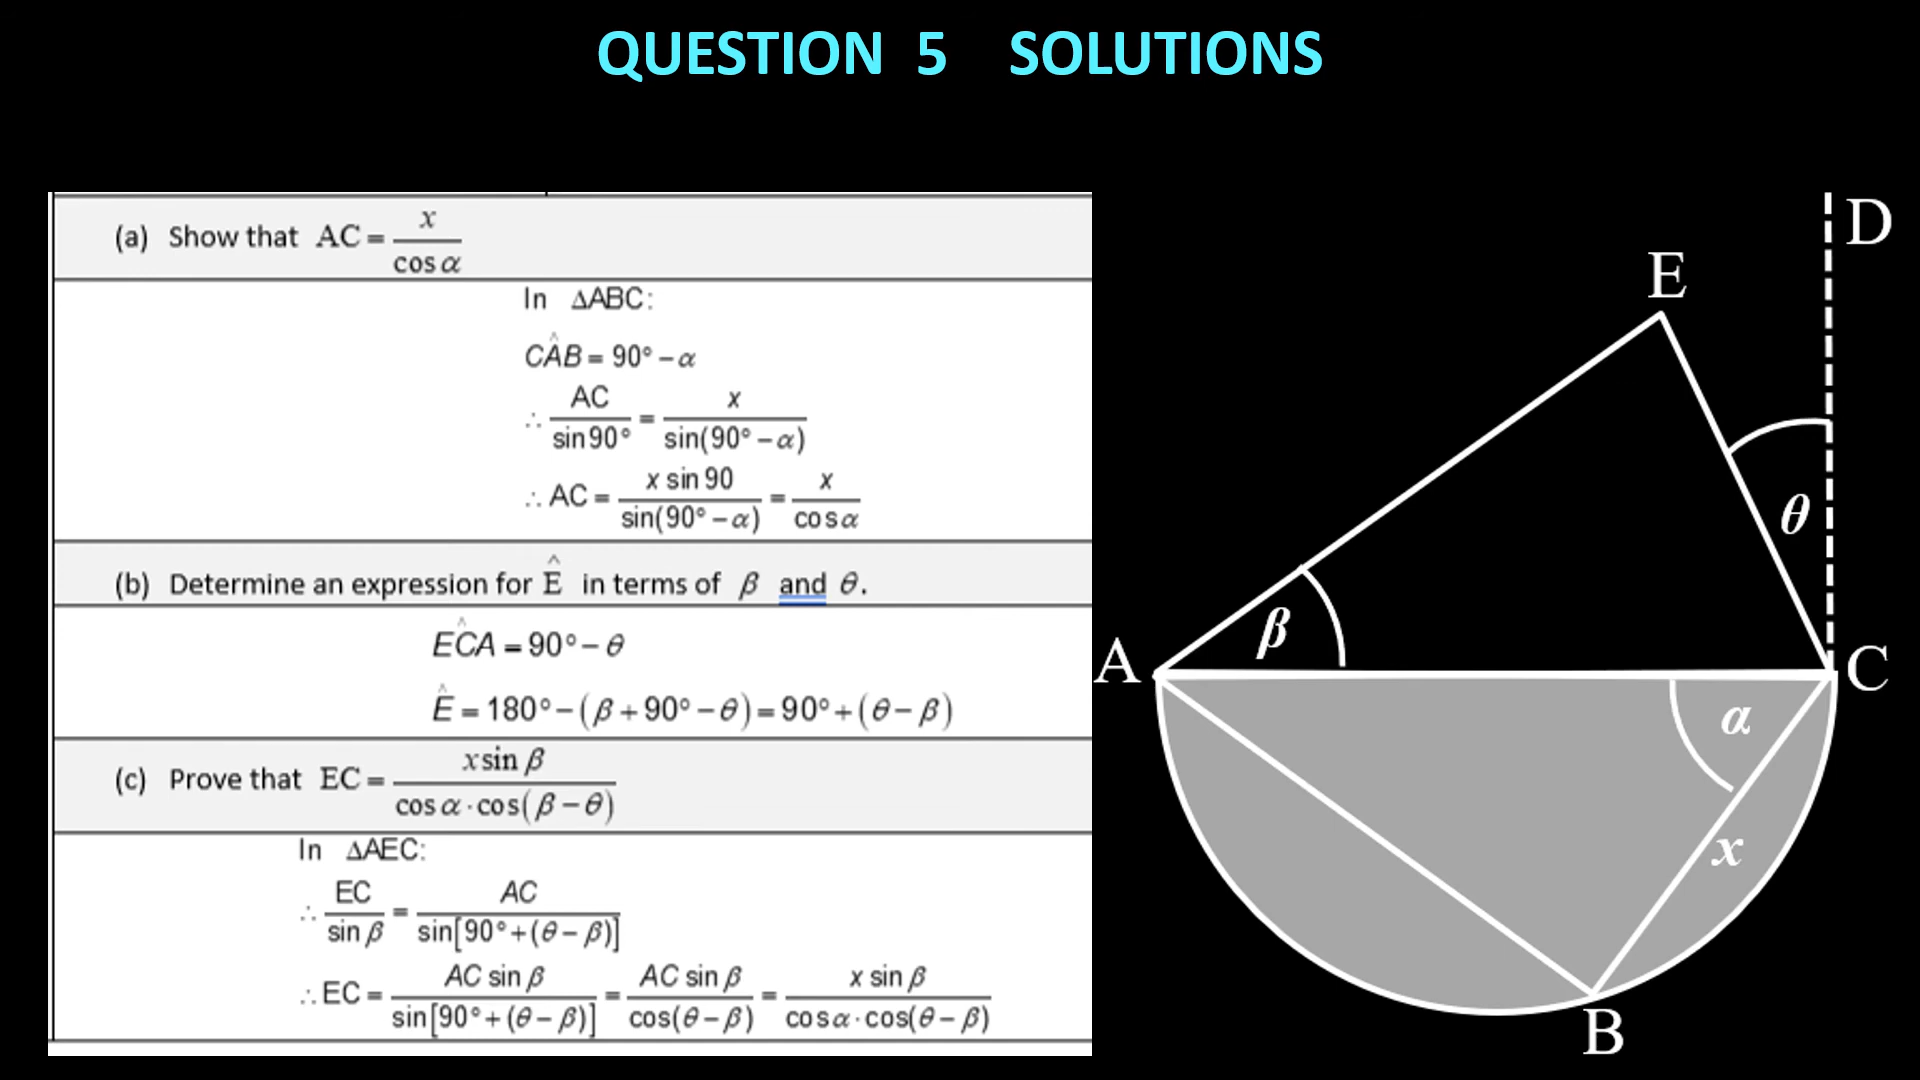 QUESTION 5 SOLUTIONS
(a) Show that AC = x / cos α
In ΔABC:
CÂB = 90° − α
∴ AC / sin 90° = x / sin(90° − α)
∴ AC = x sin 90 / sin(90° − α) = x / cos α
(b) Determine an expression for Ê in terms of β and θ.
EĈA = 90° − θ
Ê = 180° − (β + 90° − θ) = 90° + (θ − β)
(c) Prove that EC = x sin β / cos α · cos(β − θ)
In ΔAEC:
∴ EC / sin β = AC / sin[90° + (θ − β)]
∴ EC = AC sin β / sin[90° + (θ − β)] = AC sin β / cos(θ − β) = x sin β / cos α · cos(θ − β)
D
E
θ
β
A
C
α
x
B